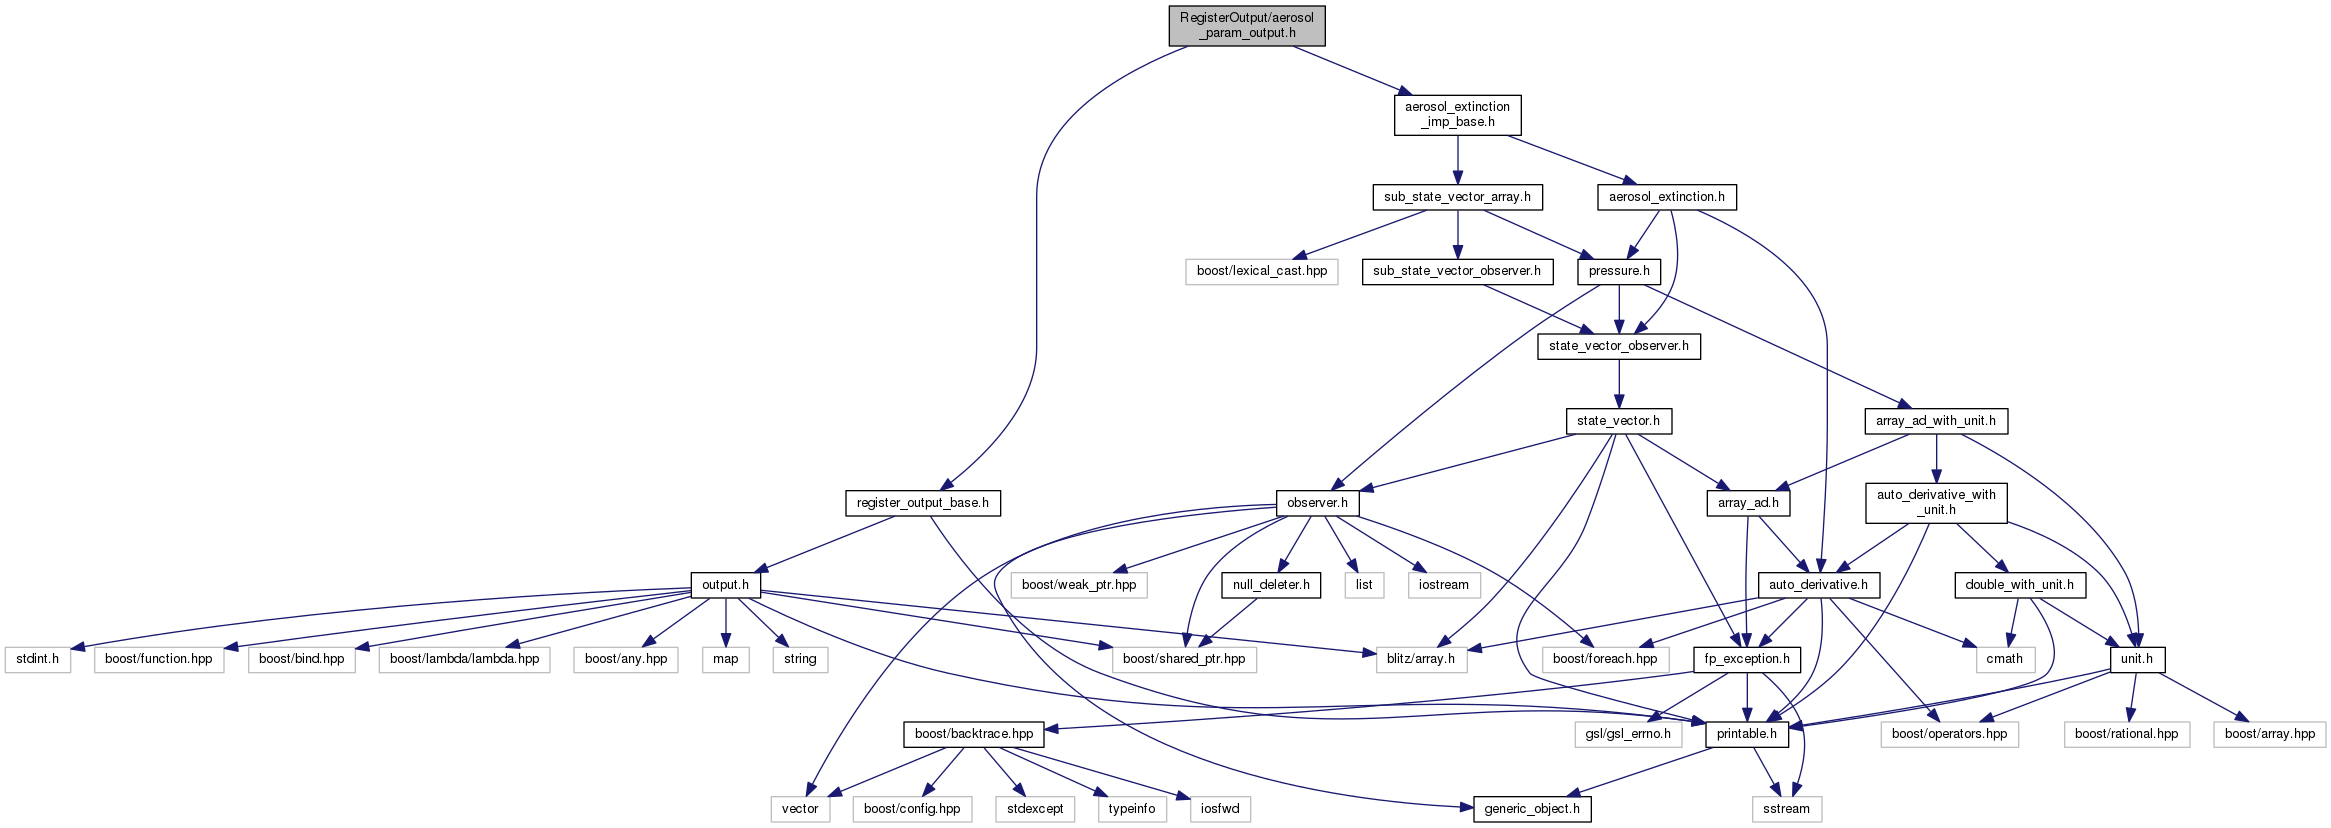 RegisterOutput/aerosol
_param_output.h
aerosol_extinction
_imp_base.h
sub_state_vector_array.h
aerosol_extinction.h
boost/lexical_cast.hpp
sub_state_vector_observer.h
pressure.h
state_vector_observer.h
state_vector.h
array_ad_with_unit.h
register_output_base.h
observer.h
array_ad.h
auto_derivative_with
_unit.h
output.h
boost/weak_ptr.hpp
null_deleter.h
list
iostream
auto_derivative.h
double_with_unit.h
stdint.h
boost/function.hpp
boost/bind.hpp
boost/lambda/lambda.hpp
boost/any.hpp
map
string
boost/shared_ptr.hpp
blitz/array.h
boost/foreach.hpp
fp_exception.h
cmath
unit.h
boost/backtrace.hpp
gsl/gsl_errno.h
printable.h
boost/operators.hpp
boost/rational.hpp
boost/array.hpp
vector
boost/config.hpp
stdexcept
typeinfo
iosfwd
generic_object.h
sstream